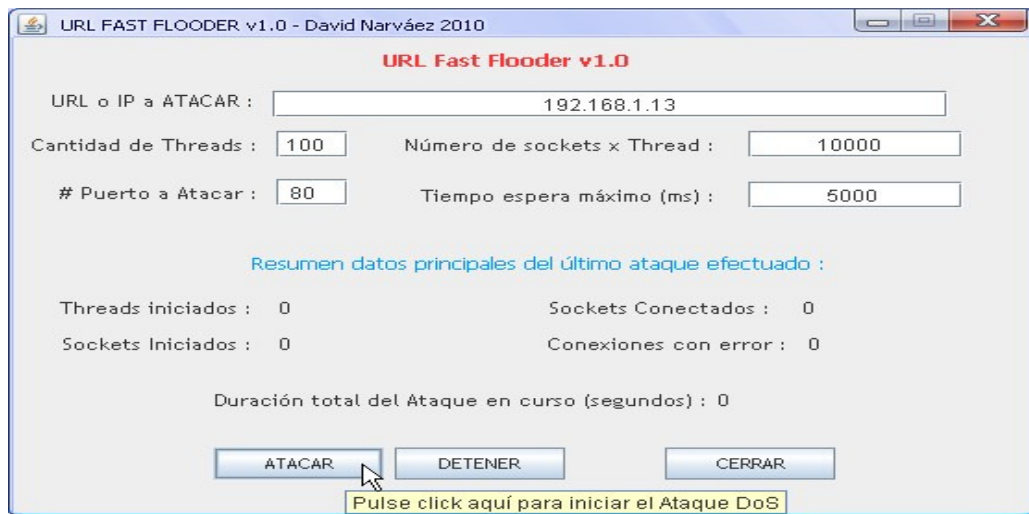 URL FAST FLOODER v1.0 - David Narváez 2010
URL Fast Flooder v1.0
URL o IP a ATACAR : 192.168.1.13
Cantidad de Threads : 100 Número de sockets x Thread : 10000
# Puerto a Atacar : 80 Tiempo espera máximo (ms) : 5000
Resumen datos principales del último ataque efectuado :
Threads iniciados : 0 Sockets Conectados : 0
Sockets Iniciados : 0 Conexiones con error : 0
Duración total del Ataque en curso (segundos) : 0
ATACAR DETENER CERRAR
Pulse click aquí para iniciar el Ataque DoS